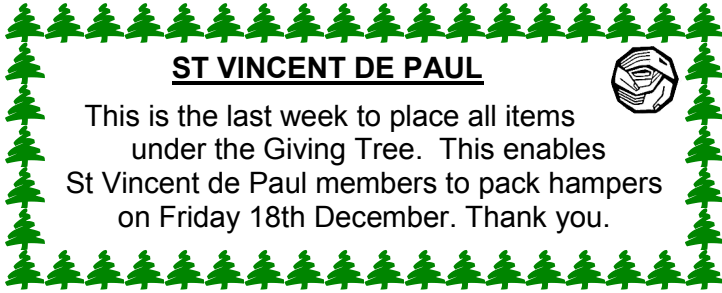 ST VINCENT DE PAUL
This is the last week to place all items
under the Giving Tree.  This enables
St Vincent de Paul members to pack hampers
on Friday 18th December. Thank you.